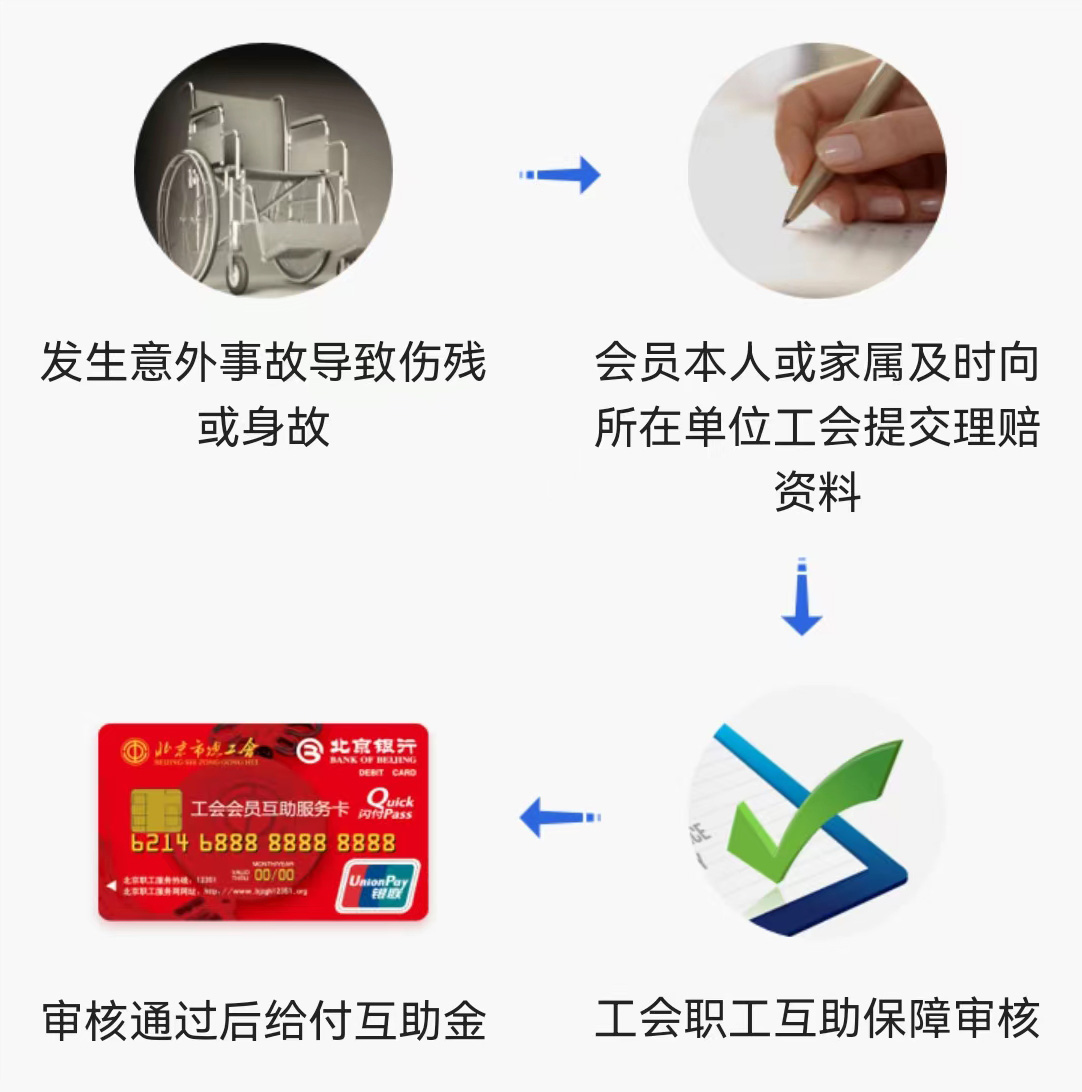 发生意外事故导致伤残
或身故
会员本人或家属及时向
所在单位工会提交理赔
资料
北京市总工会
BEIJING SHI ZONG GONG HUI
北京银行
BANK OF BEIJING
DEBIT CARD
工会会员互助服务卡
Quick
闪付Pass
6214 6888 8888 8888
MONTH/YEAR
VALID
THRU
00/00
北京职工服务热线：12351
北京职工服务网网址：http://www.bjzgh12351.org
UnionPay
银联
审核通过后给付互助金
工会职工互助保障审核